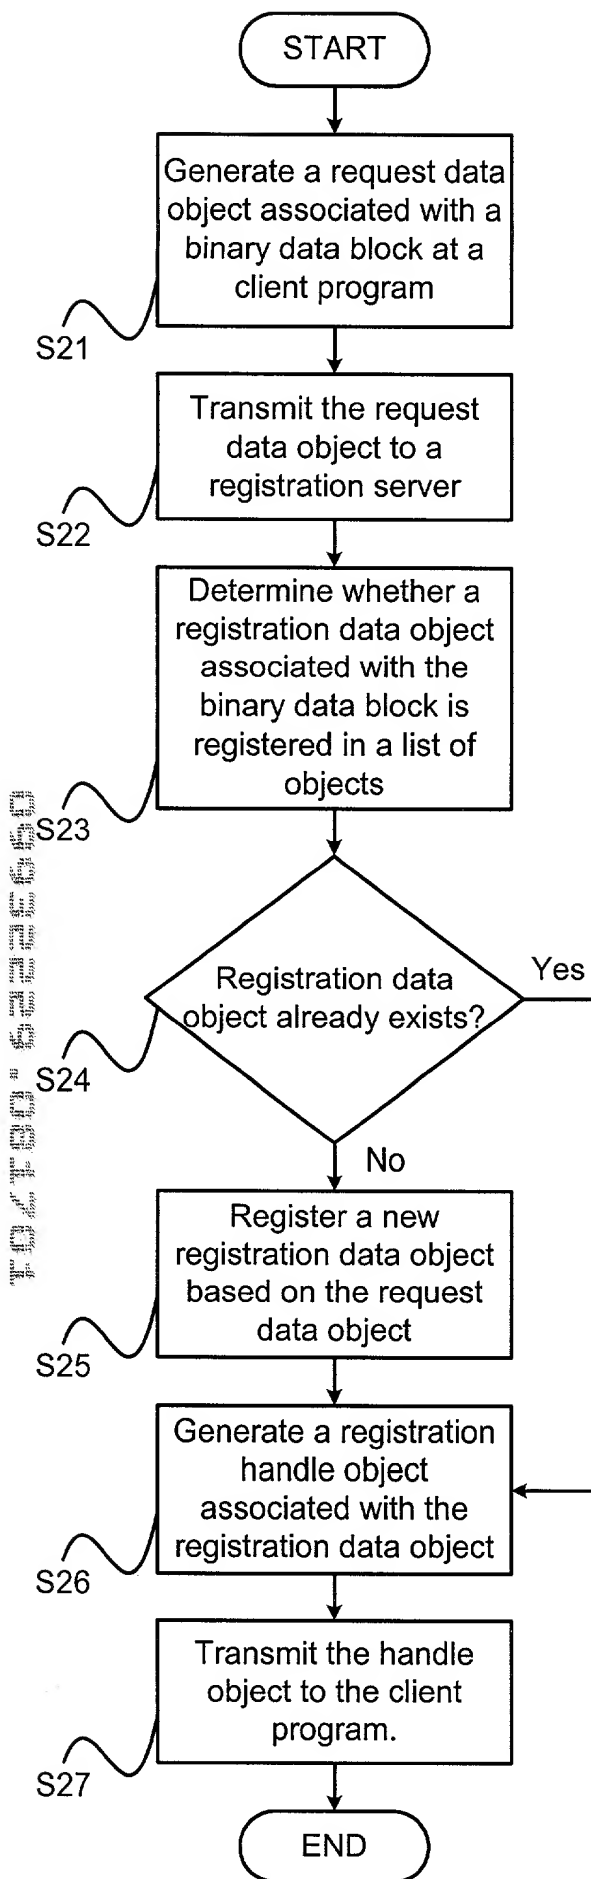 START
Generate a request data
object associated with a
binary data block at a
client program
S21
Transmit the request
data object to a
registration server
S22
Determine whether a
registration data object
associated with the
binary data block is
registered in a list of
objects
S23
Registration data
object already exists?
Yes
S24
No
Register a new
registration data object
based on the request
data object
S25
Generate a registration
handle object
associated with the
registration data object
S26
Transmit the handle
object to the client
program.
S27
END